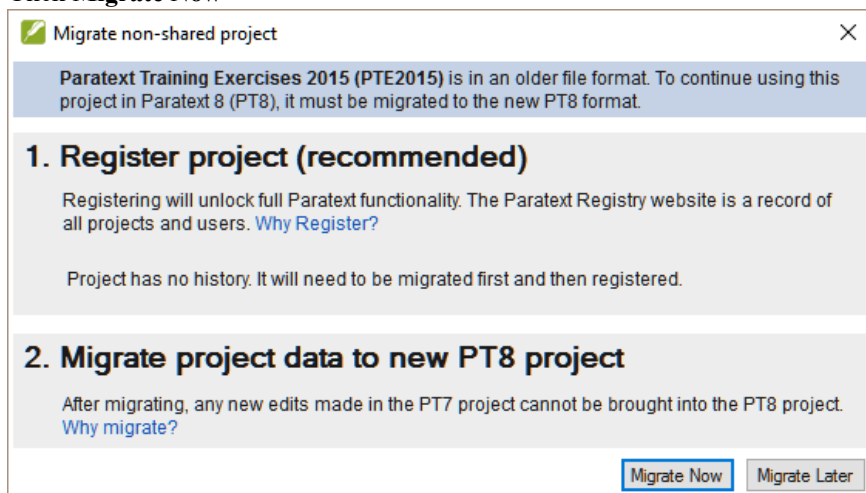 Then Migrate Now
Migrate non-shared project
Paratext Training Exercises 2015 (PTE2015) is in an older file format. To continue using this
project in Paratext 8 (PT8), it must be migrated to the new PT8 format.
1. Register project (recommended)
Registering will unlock full Paratext functionality. The Paratext Registry website is a record of
all projects and users. Why Register?
Project has no history. It will need to be migrated first and then registered.
2. Migrate project data to new PT8 project
After migrating, any new edits made in the PT7 project cannot be brought into the PT8 project.
Why migrate?
Migrate Now Migrate Later